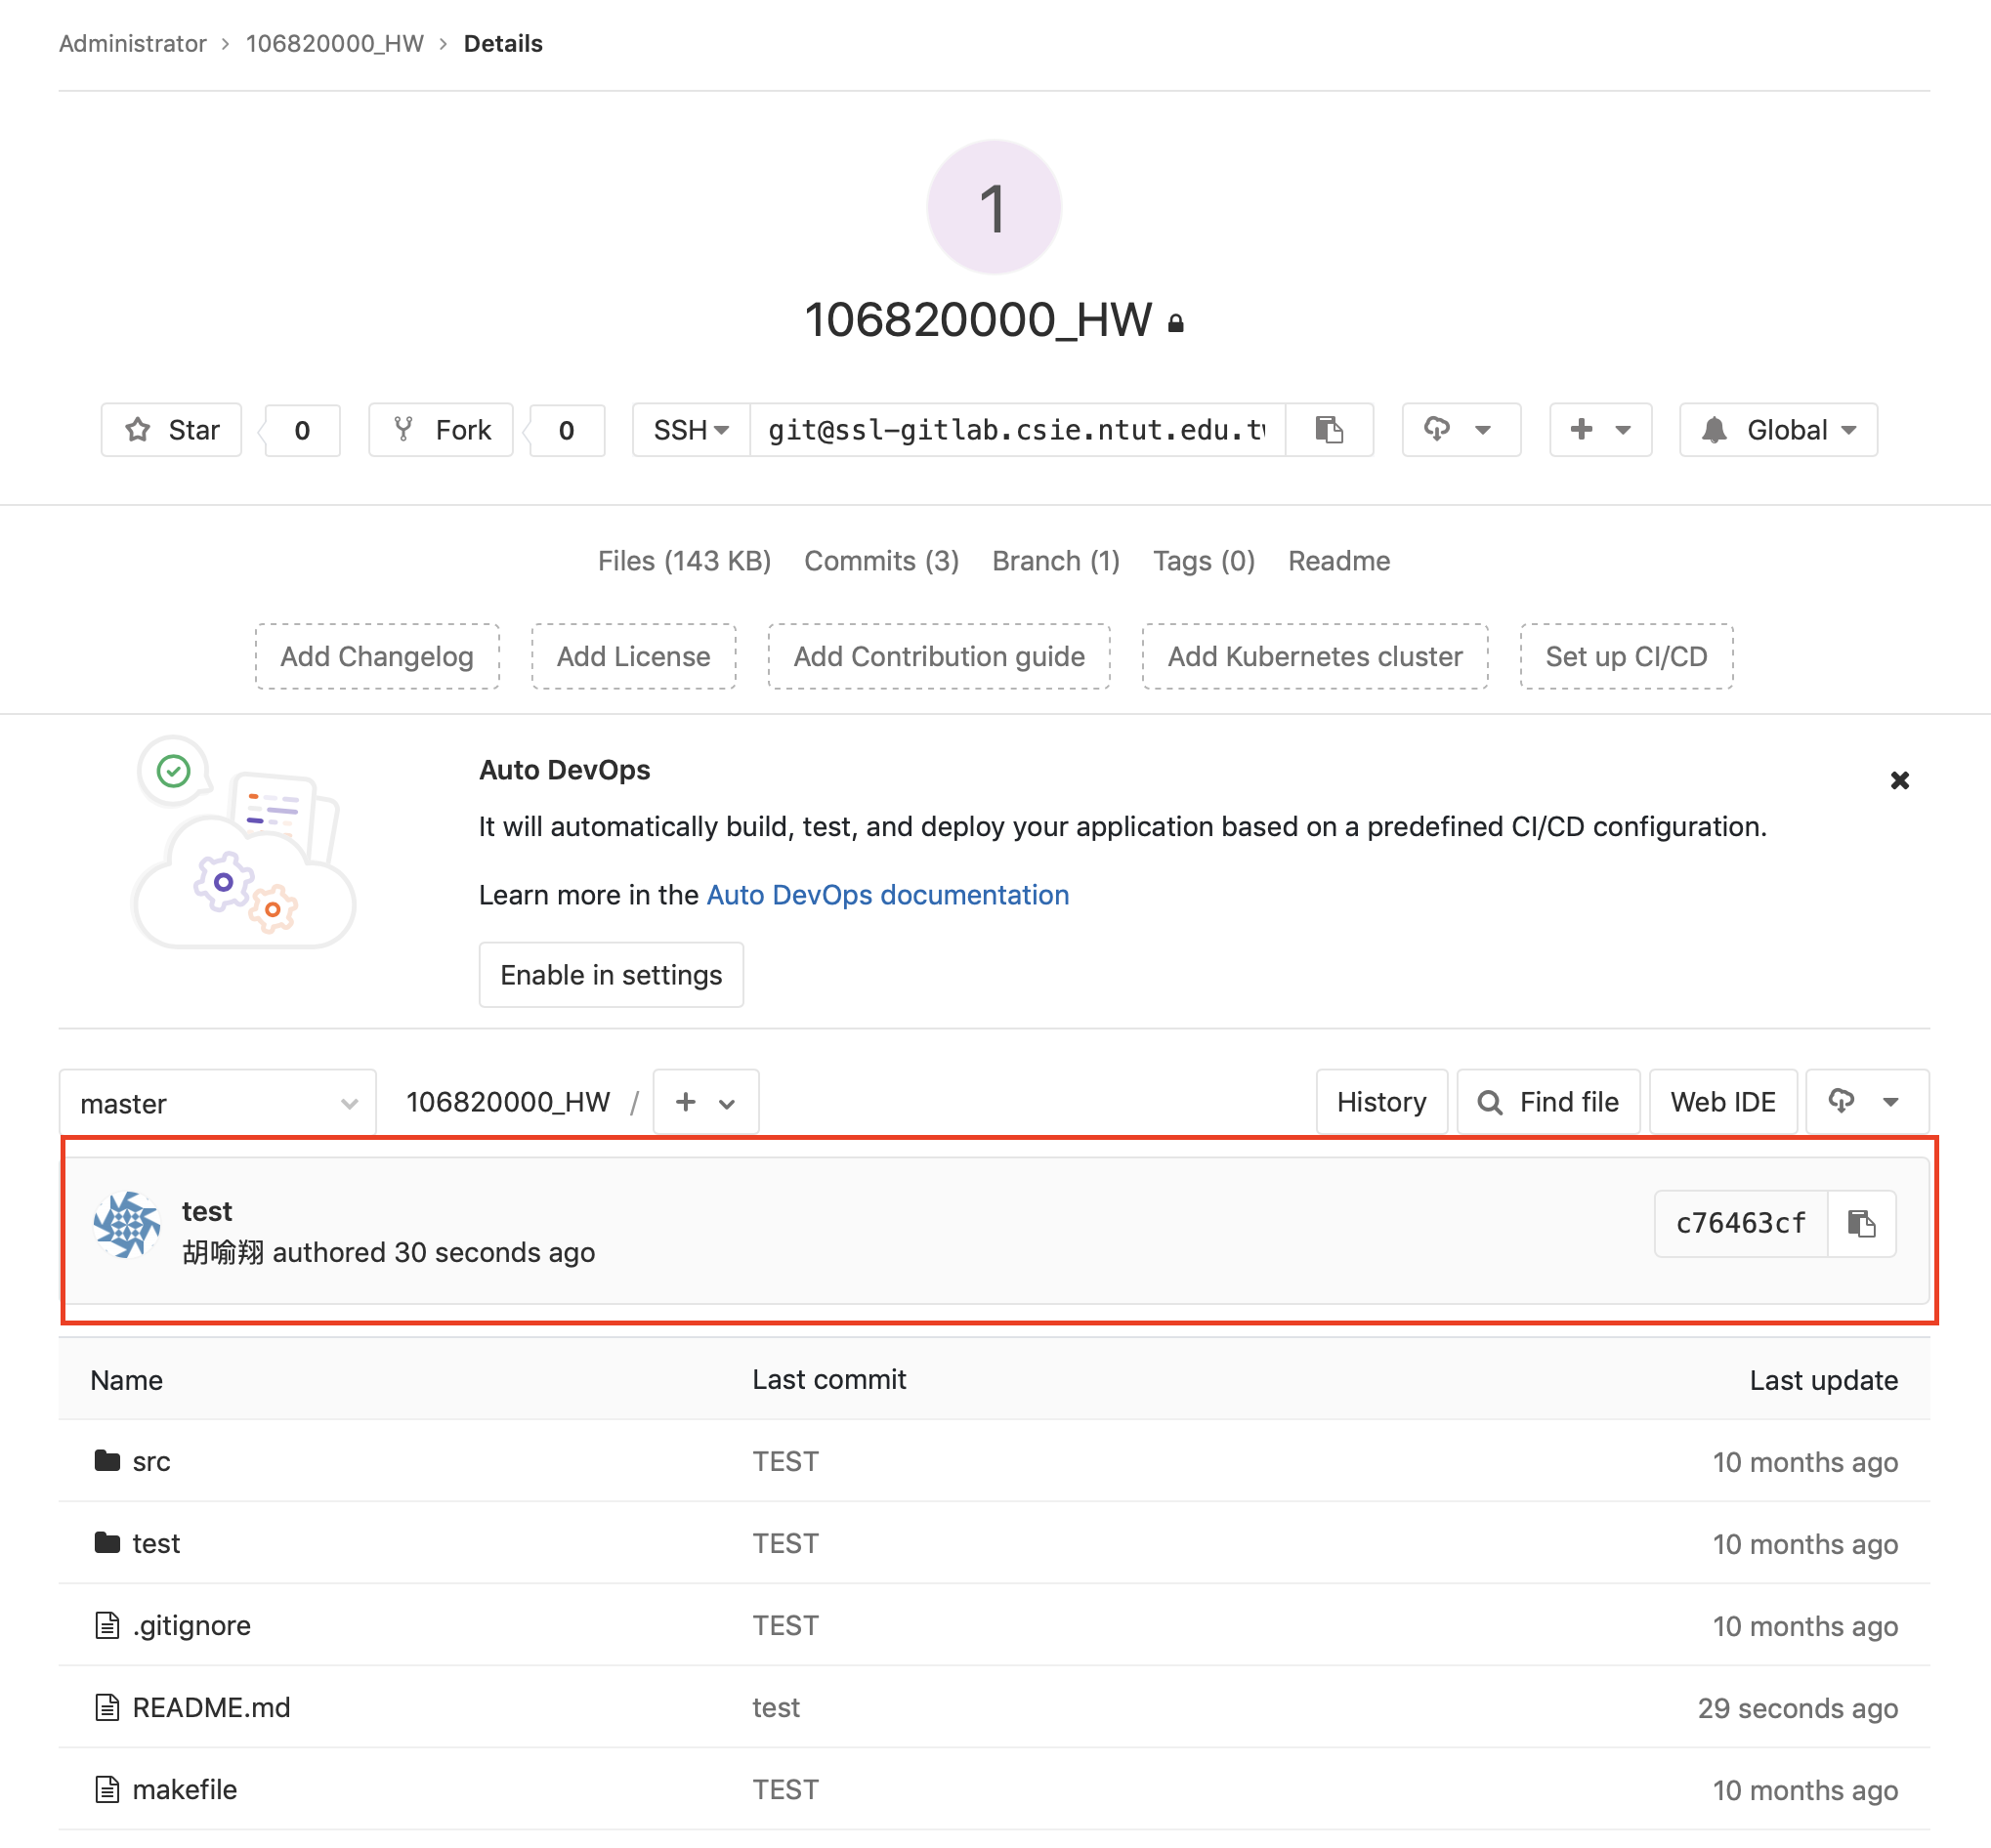 Administrator > 106820000_HW > Details
1
106820000_HW
Star 0 Fork 0 SSH git@ssl-gitlab.csie.ntut.edu.tw Global
Files (143 KB) Commits (3) Branch (1) Tags (0) Readme
Add Changelog Add License Add Contribution guide Add Kubernetes cluster Set up CI/CD
Auto DevOps
It will automatically build, test, and deploy your application based on a predefined CI/CD configuration.
Learn more in the Auto DevOps documentation
Enable in settings
master 106820000_HW / + History Find file Web IDE
test
胡喻翔 authored 30 seconds ago
c76463cf
Name Last commit Last update
src TEST 10 months ago
test TEST 10 months ago
.gitignore TEST 10 months ago
README.md test 29 seconds ago
makefile TEST 10 months ago